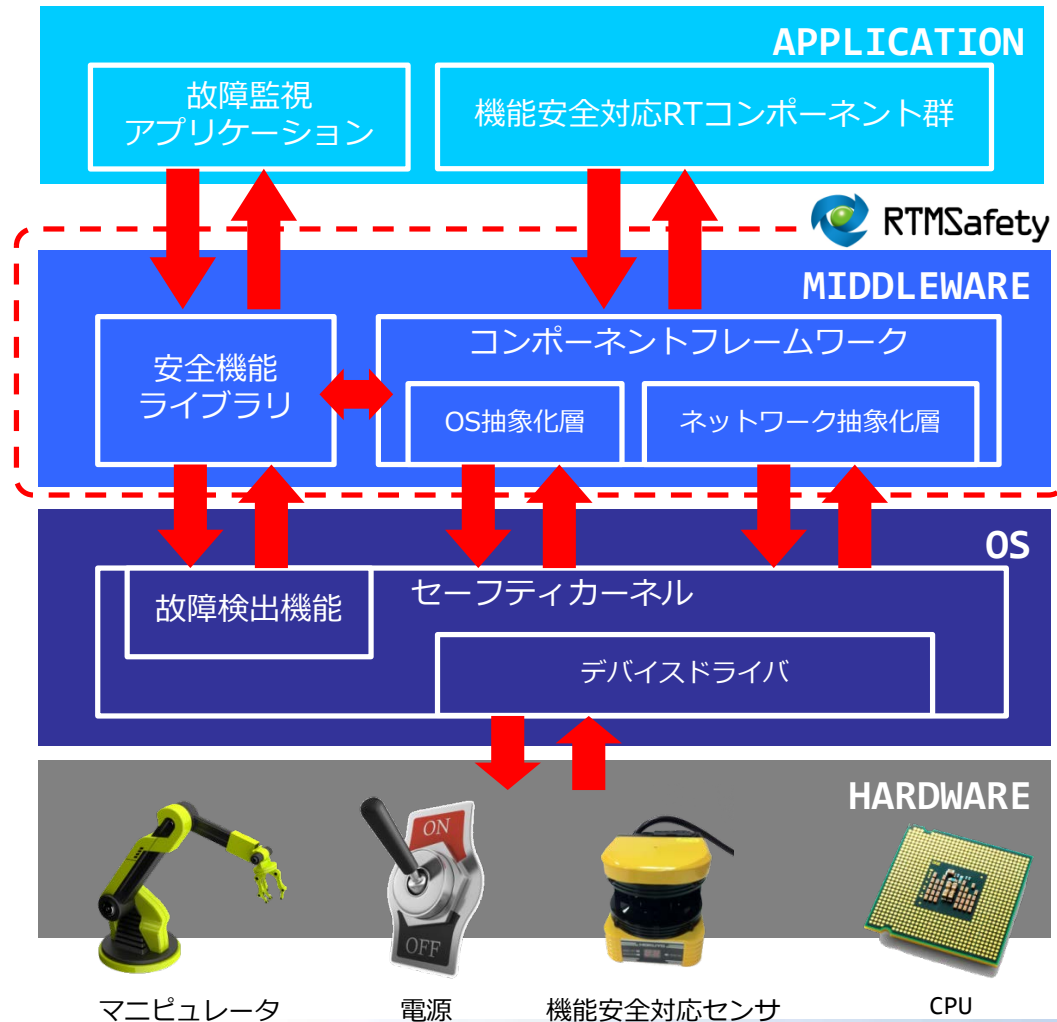 APPLICATION
故障監視
アプリケーション
機能安全対応RTコンポーネント群
RTMSafety
MIDDLEWARE
安全機能
ライブラリ
コンポーネントフレームワーク
OS抽象化層
ネットワーク抽象化層
OS
故障検出機能
セーフティカーネル
デバイスドライバ
HARDWARE
ON
OFF
マニピュレータ
電源
機能安全対応センサ
CPU